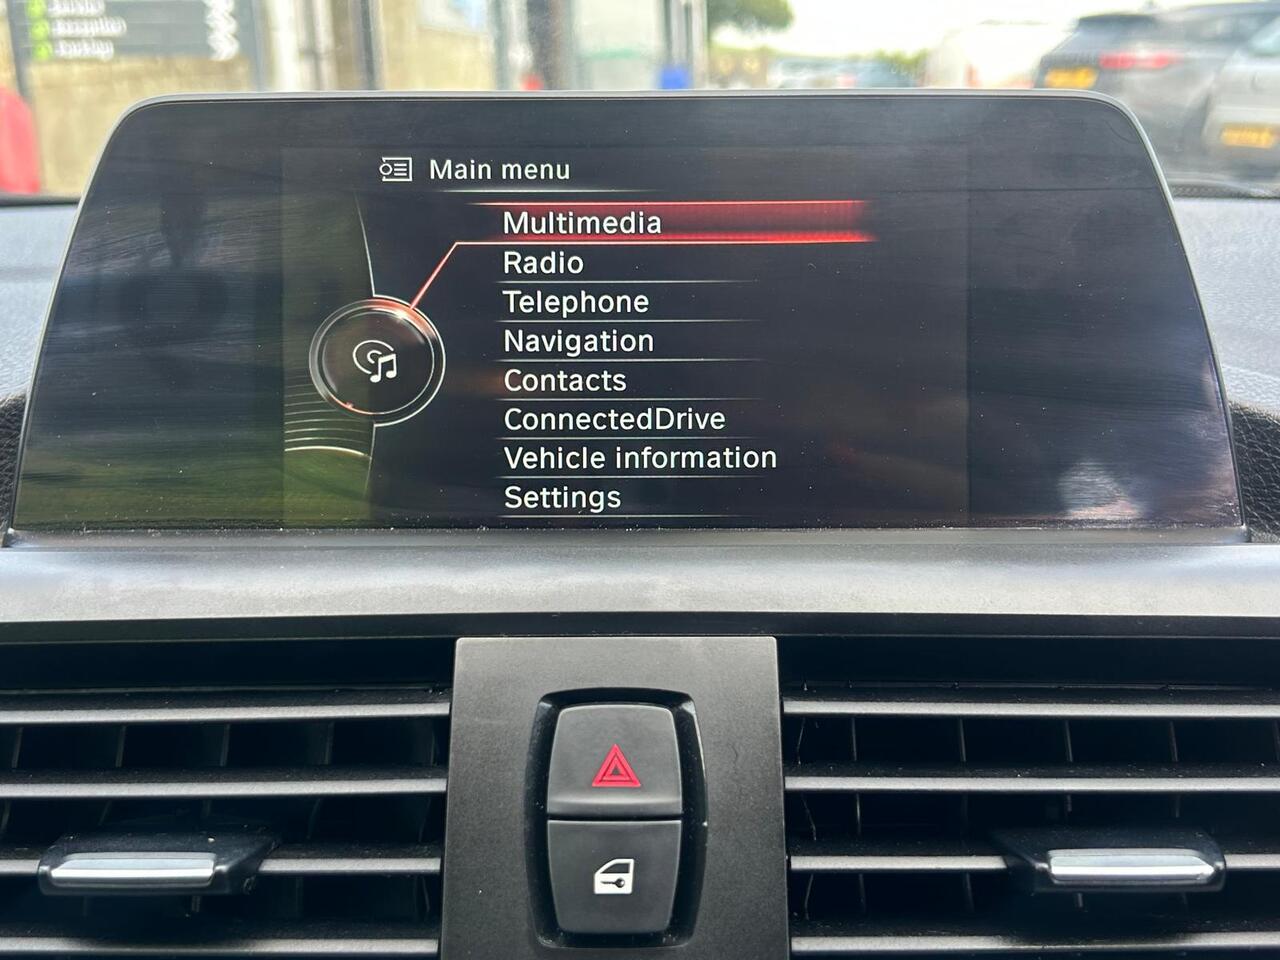 Main menu
Multimedia
Radio
Telephone
Navigation
Contacts
ConnectedDrive
Vehicle information
Settings